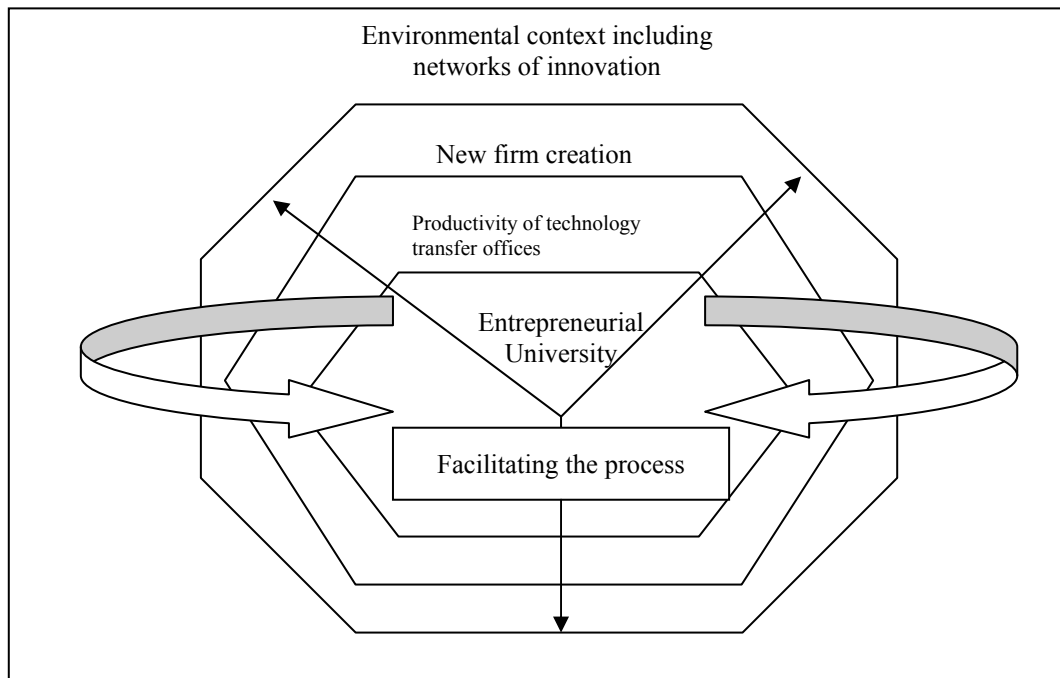 Environmental context including
networks of innovation
New firm creation
Productivity of technology
transfer offices
Entrepreneurial
University
Facilitating the process